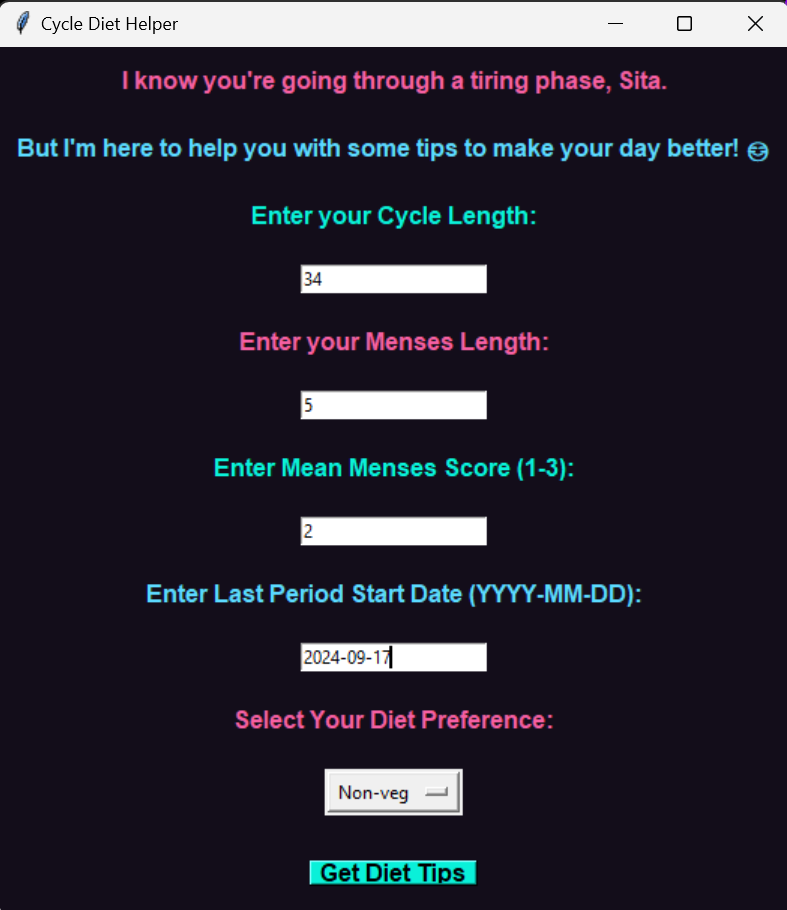 Cycle Diet Helper
I know you're going through a tiring phase, Sita.
But I'm here to help you with some tips to make your day better! 😊
Enter your Cycle Length:
34
Enter your Menses Length:
5
Enter Mean Menses Score (1-3):
2
Enter Last Period Start Date (YYYY-MM-DD):
2024-09-17
Select Your Diet Preference:
Non-veg
Get Diet Tips